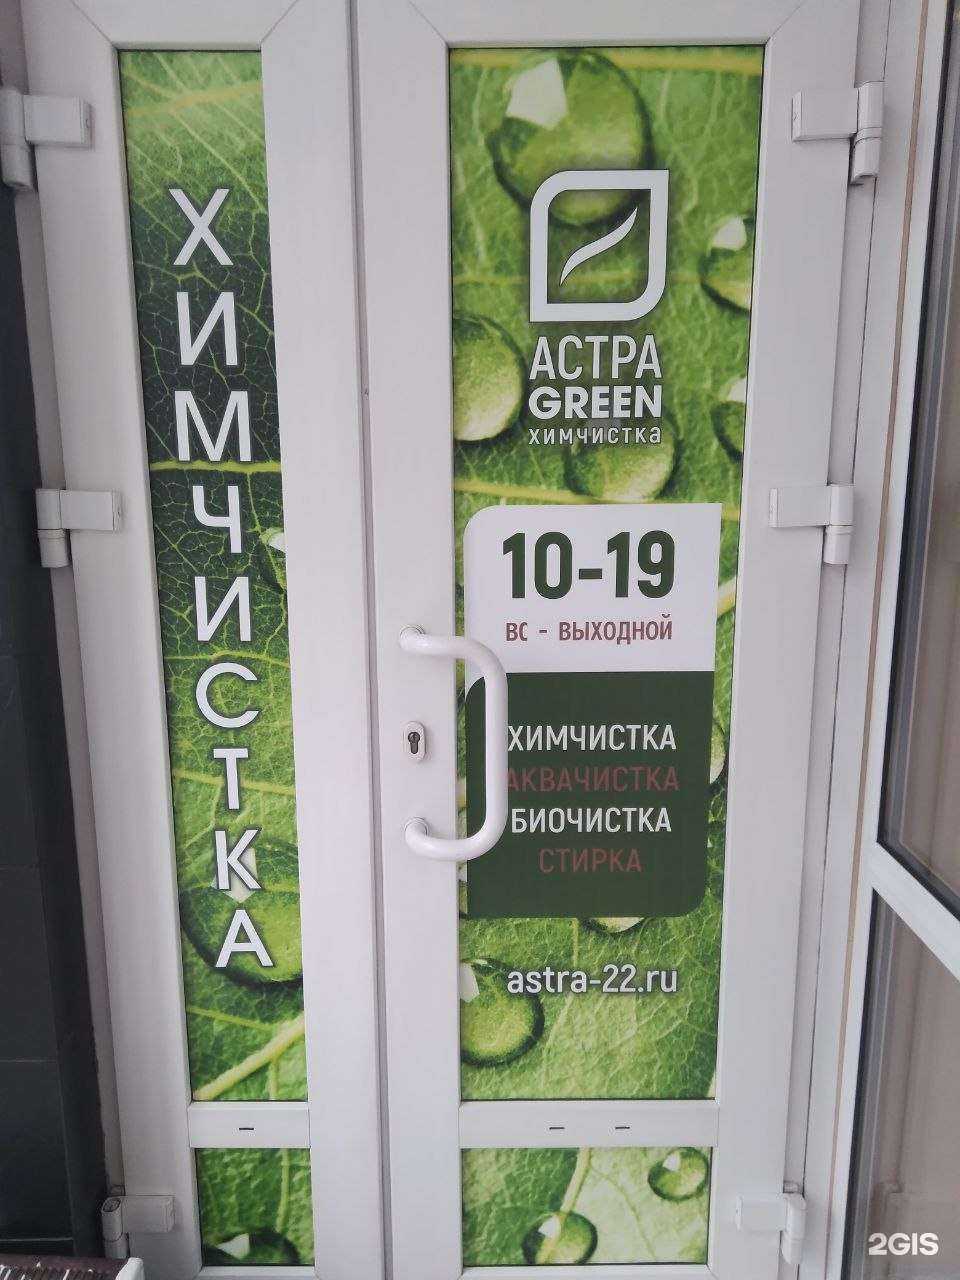 ХИМЧИСТКА
АСТРА
GREEN
химчистка
10-19
ВС - ВЫХОДНОЙ
ХИМЧИСТКА
АКВАЧИСТКА
БИОЧИСТКА
СТИРКА
astra-22.ru
2GIS